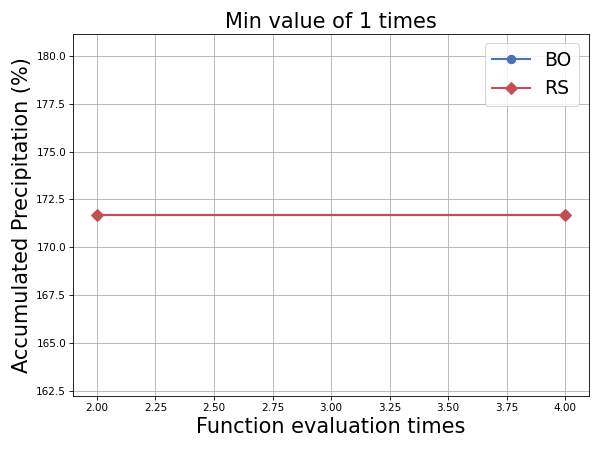 Min value of 1 times
BO
RS
Accumulated Precipitation (%)
180.0
177.5
175.0
172.5
170.0
167.5
165.0
162.5
2.00 2.25 2.50 2.75 3.00 3.25 3.50 3.75 4.00
Function evaluation times